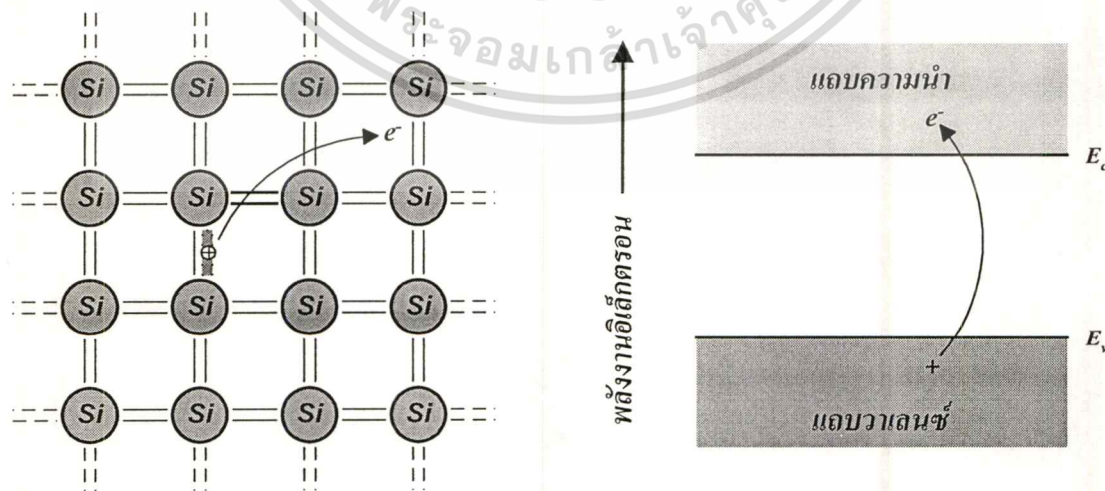 พระจอมเกล้าเจ้าคุณ
Si Si Si Si
e-
Si Si Si Si
Si Si Si Si
Si Si Si Si
พลังงานอิเล็กตรอน
แถบความนำ
e-
Ec
Ev
+
แถบวาเลนซ์